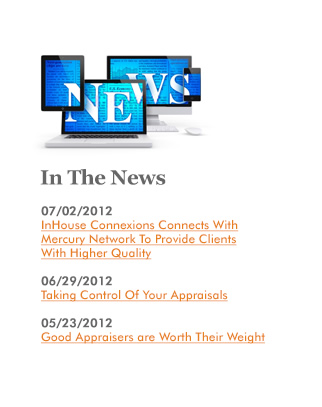 NEWS
In The News
07/02/2012
InHouse Connexions Connects With
Mercury Network To Provide Clients
With Higher Quality
06/29/2012
Taking Control Of Your Appraisals
05/23/2012
Good Appraisers are Worth Their Weight